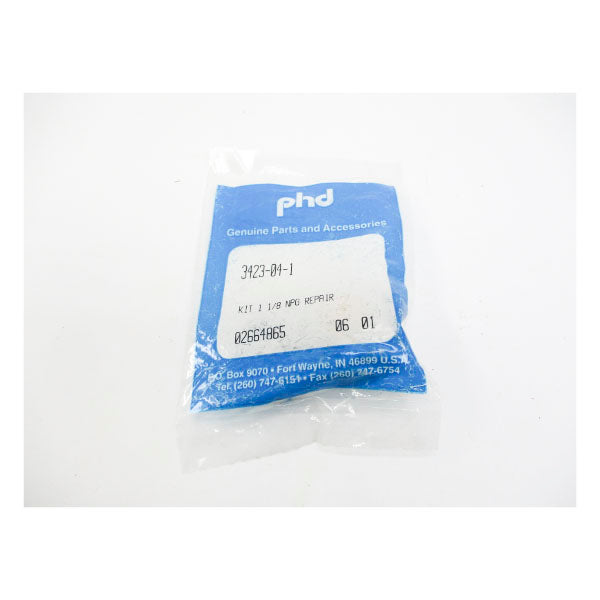 phd
Genuine Parts and Accessories
3423-04-1
KIT 1 1/8 NPG REPAIR
02664865 06 01
P.O. Box 9070 • Fort Wayne, IN 46899 U.S.A.
Tel: (260) 747-6151 • Fax (260) 747-6754